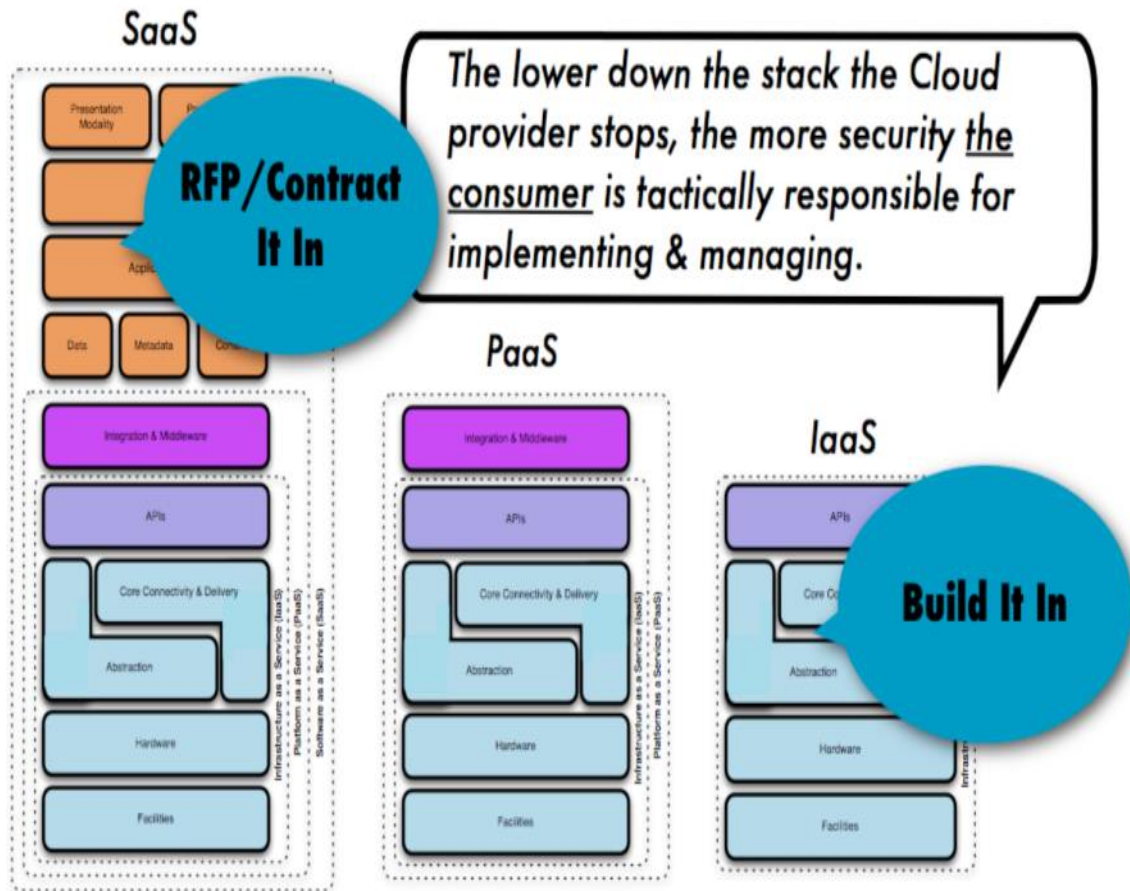 SaaS
The lower down the stack the Cloud
provider stops, the more security the
consumer is tactically responsible for
implementing & managing.
Presentation
Modality
RFP/Contract
It In
Data
Metadata
Integration & Middleware
APIs
Core Connectivity & Delivery
Abstraction
Hardware
Facilities
Infrastructure as a Service (IaaS)
Platform as a Service (PaaS)
Software as a Service (SaaS)
PaaS
Integration & Middleware
APIs
Core Connectivity & Delivery
Abstraction
Hardware
Facilities
Infrastructure as a Service (IaaS)
Platform as a Service (PaaS)
IaaS
APIs
Build It In
Core
Abstraction
Hardware
Facilities